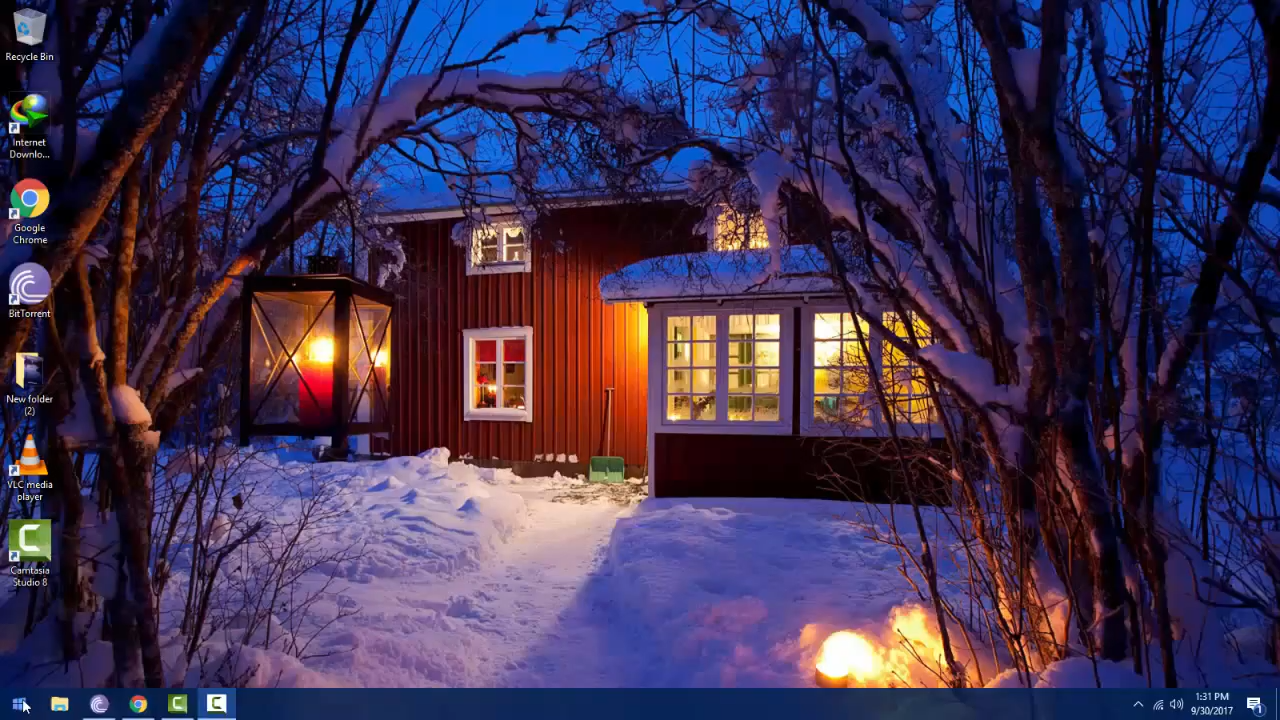 Recycle Bin
Internet
Downlo...
Google
Chrome
BitTorrent
New folder
(2)
VLC media
player
Camtasia
Studio 8
1:31 PM
9/30/2017
1